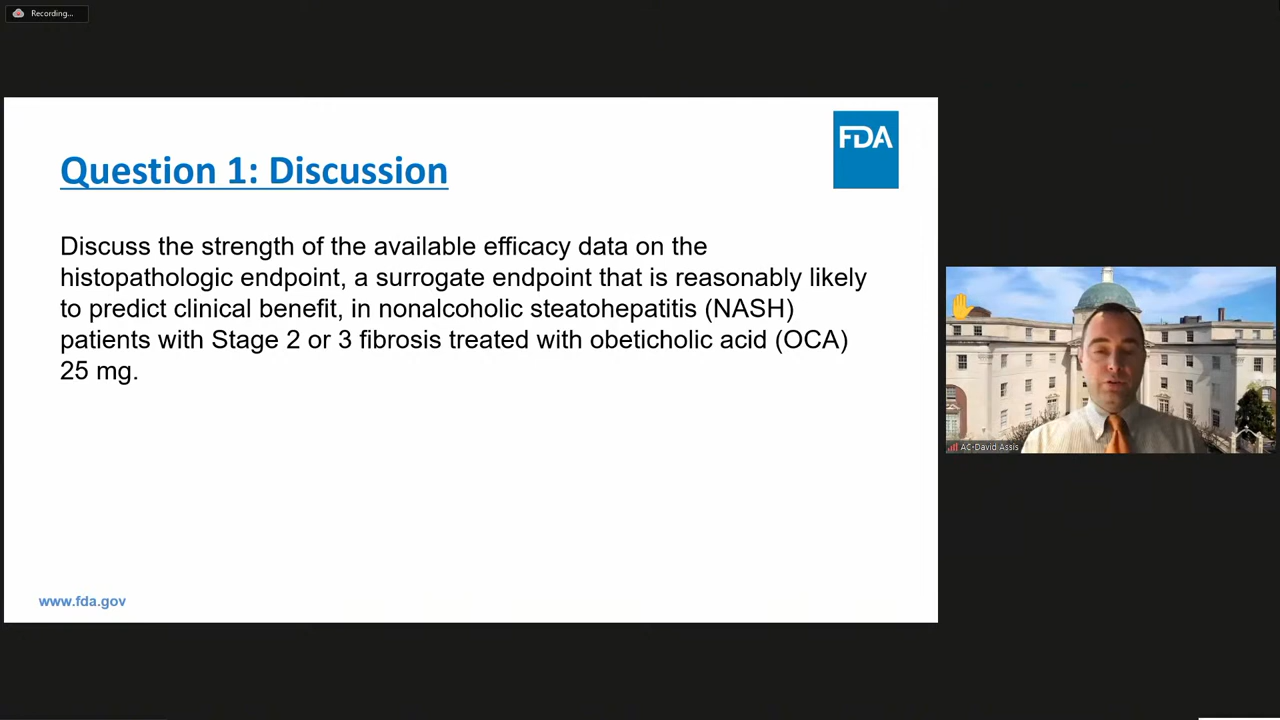 Recording...
FDA
Question 1: Discussion
Discuss the strength of the available efficacy data on the
histopathologic endpoint, a surrogate endpoint that is reasonably likely
to predict clinical benefit, in nonalcoholic steatohepatitis (NASH)
patients with Stage 2 or 3 fibrosis treated with obeticholic acid (OCA)
25 mg.
AC-David Assis
www.fda.gov